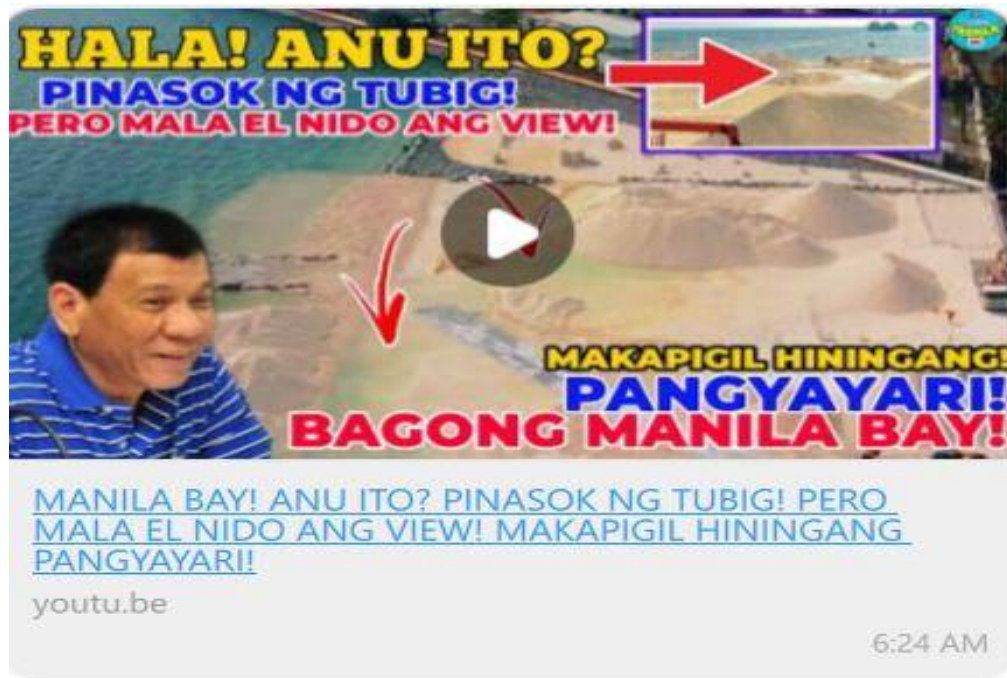 HALA! ANU ITO?
PINASOK NG TUBIG!
PERO MALA EL NIDO ANG VIEW!
MAKAPIGIL HININGANG!
PANGYAYARI!
BAGONG MANILA BAY!
MANILA BAY! ANU ITO? PINASOK NG TUBIG! PERO
MALA EL NIDO ANG VIEW! MAKAPIGIL HININGANG
PANGYAYARI!
youtu.be
6:24 AM